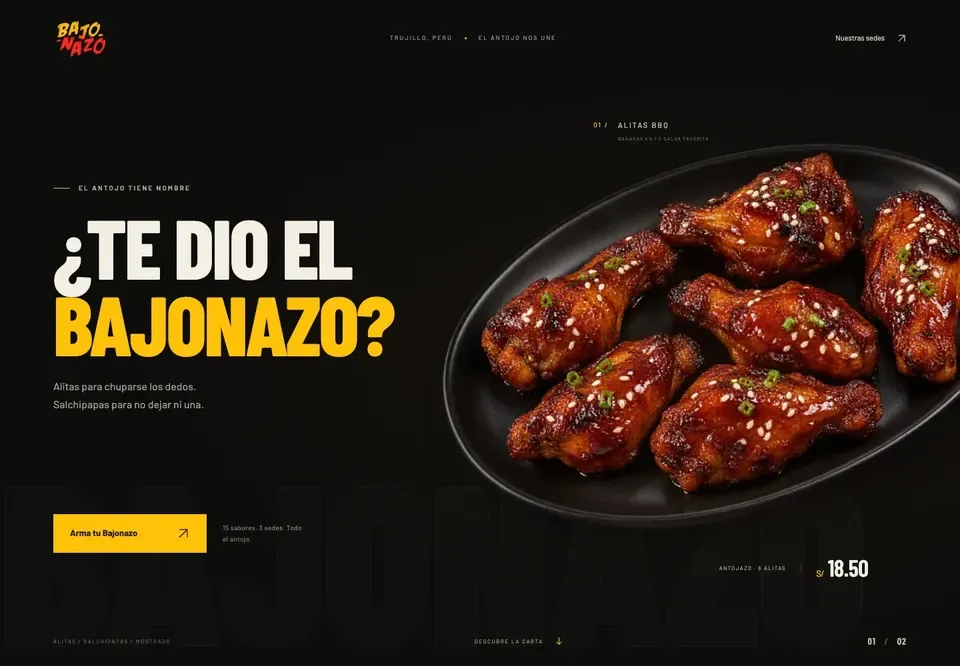 BAJO-
-NAZO
TRUJILLO, PERÚ • EL ANTOJO NOS UNE
Nuestras sedes
01 / ALITAS BBQ
BAÑADAS EN TU SALSA FAVORITA
EL ANTOJO TIENE NOMBRE
¿TE DIO EL
BAJONAZO?
Alitas para chuparse los dedos.
Salchipapas para no dejar ni una.
BAJONAZO
Arma tu Bajonazo
15 sabores. 3 sedes. Todo
el antojo.
ANTOJAZO · 8 ALITAS
S/ 18.50
ALITAS / SALCHIPAPAS / MOSTRAZO
DESCUBRE LA CARTA
01 / 02